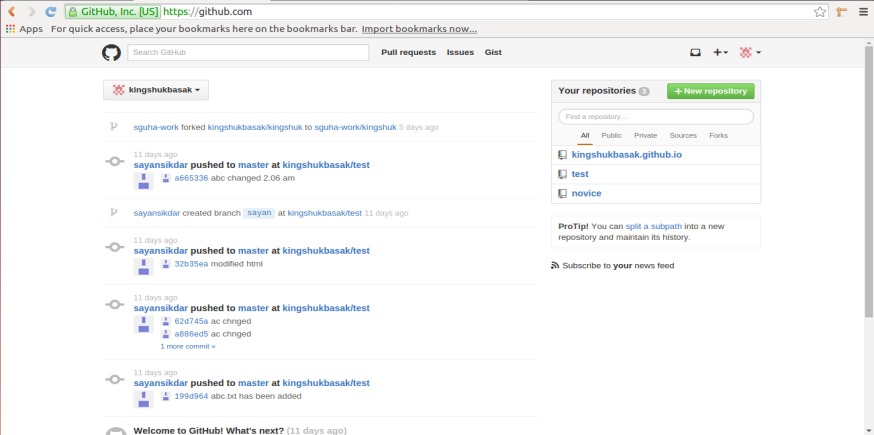 GitHub, Inc. [US] https://github.com
Apps For quick access, place your bookmarks here on the bookmarks bar. Import bookmarks now...
Search GitHub Pull requests Issues Gist
kingshukbasak
sguha-work forked kingshukbasak/kingshuk to sguha-work/kingshuk 5 days ago
11 days ago
sayansikdar pushed to master at kingshukbasak/test
a665336 abc changed 2.06 am
sayansikdar created branch sayan at kingshukbasak/test 11 days ago
11 days ago
sayansikdar pushed to master at kingshukbasak/test
32b35ea modified html
11 days ago
sayansikdar pushed to master at kingshukbasak/test
62d745a ac chnged
a886ed5 ac chnged
1 more commit »
11 days ago
sayansikdar pushed to master at kingshukbasak/test
199d964 abc.txt has been added
Welcome to GitHub! What's next? (11 days ago)
Your repositories 3 + New repository
Find a repository...
All Public Private Sources Forks
kingshukbasak.github.io
test
novice
ProTip! You can split a subpath into a new
repository and maintain its history.
Subscribe to your news feed